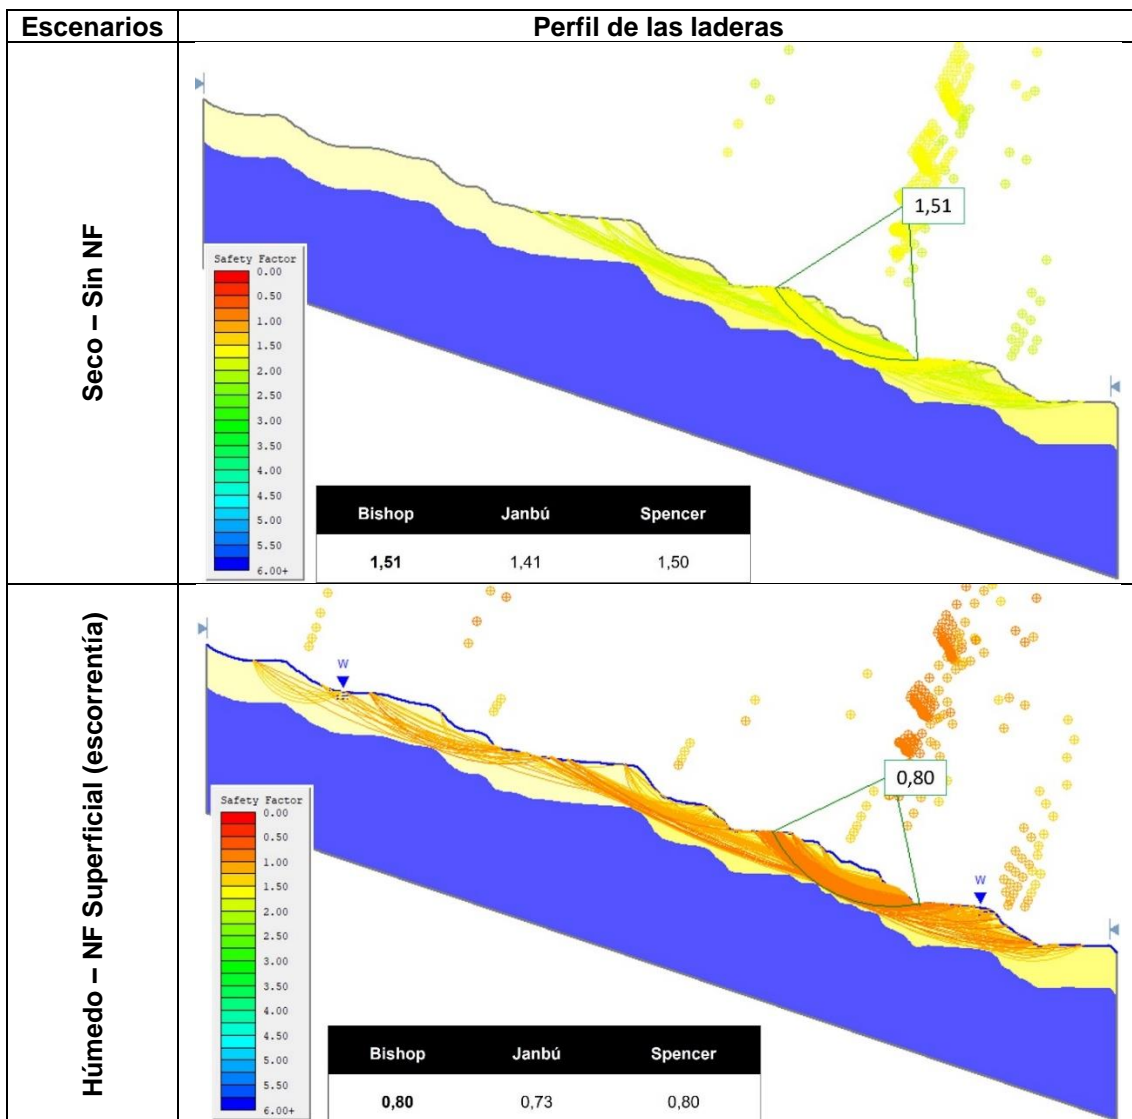 Escenarios
Perfil de las laderas
Seco – Sin NF
1,51
Safety Factor
0.00
0.50
1.00
1.50
2.00
2.50
3.00
3.50
4.00
4.50
5.00
5.50
6.00+
Bishop Janbú Spencer
1,51 1,41 1,50
Húmedo – NF Superficial (escorrentía)
W
0,80
W
Safety Factor
0.00
0.50
1.00
1.50
2.00
2.50
3.00
3.50
4.00
4.50
5.00
5.50
6.00+
Bishop Janbú Spencer
0,80 0,73 0,80